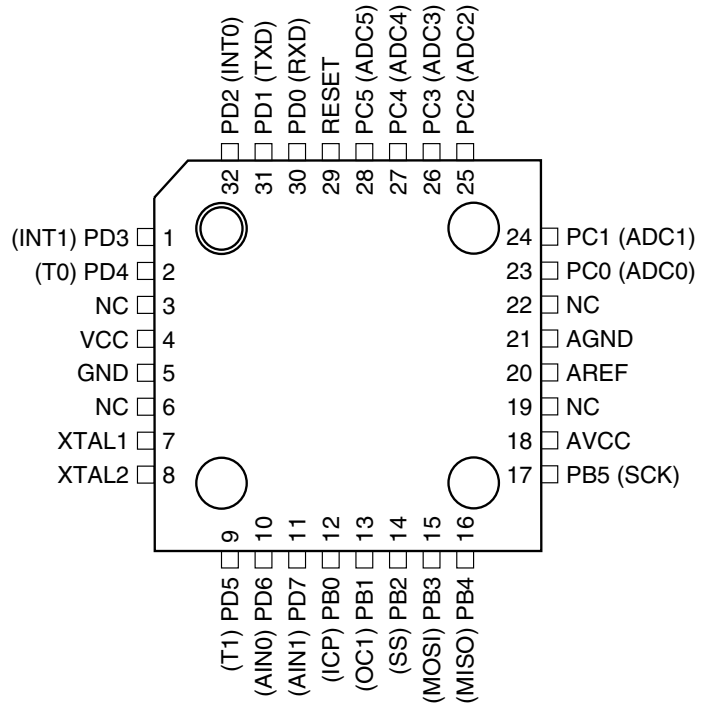 PD2 (INT0)
PD1 (TXD)
PD0 (RXD)
RESET
PC5 (ADC5)
PC4 (ADC4)
PC3 (ADC3)
PC2 (ADC2)
32
31
30
29
28
27
26
25
(INT1) PD3 1
(T0) PD4 2
NC 3
VCC 4
GND 5
NC 6
XTAL1 7
XTAL2 8
24 PC1 (ADC1)
23 PC0 (ADC0)
22 NC
21 AGND
20 AREF
19 NC
18 AVCC
17 PB5 (SCK)
9
10
11
12
13
14
15
16
(T1) PD5
(AIN0) PD6
(AIN1) PD7
(ICP) PB0
(OC1) PB1
(SS) PB2
(MOSI) PB3
(MISO) PB4